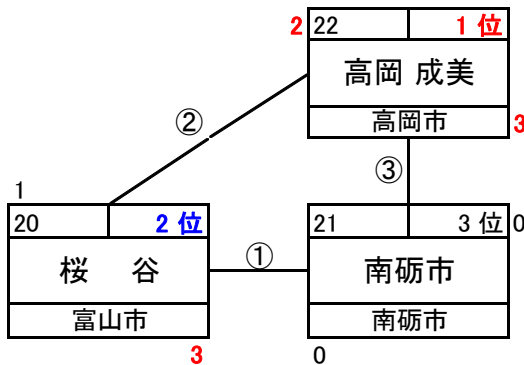 2 22 1 位
高岡 成美
高岡市 3
②
③
1
20 2 位
桜 谷
富山市
3
①
21 3 位 0
南砺市
南砺市
0